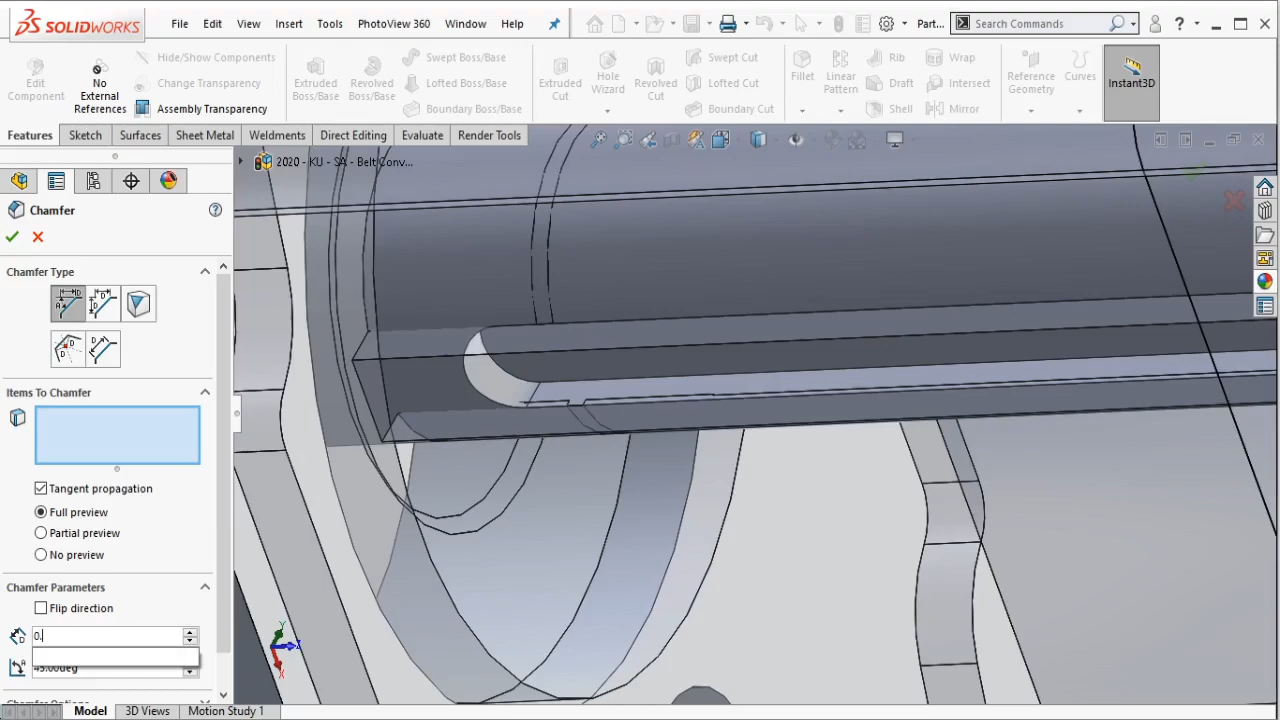 SOLIDWORKS File Edit View Insert Tools PhotoView 360 Window Help Part... Search Commands
Edit Component
No External References
Hide/Show Components
Change Transparency
Assembly Transparency
Extruded Boss/Base
Revolved Boss/Base
Swept Boss/Base
Boundary Boss/Base
Extruded Cut
Hole Wizard
Revolved Cut
Swept Cut
Lofted Cut
Boundary Cut
Fillet
Linear Pattern
Rib
Draft
Shell
Wrap
Intersect
Mirror
Reference Geometry
Curves
Instant3D
Features Sketch Surfaces Sheet Metal Weldments Direct Editing Evaluate Render Tools
2020 - KU - SA - Belt Conv...
Chamfer
Chamfer Type
Items To Chamfer
Tangent propagation
Full preview
Partial preview
No preview
Chamfer Parameters
Flip direction
0.
45.00deg
Y
Z
X
Model 3D Views Motion Study 1